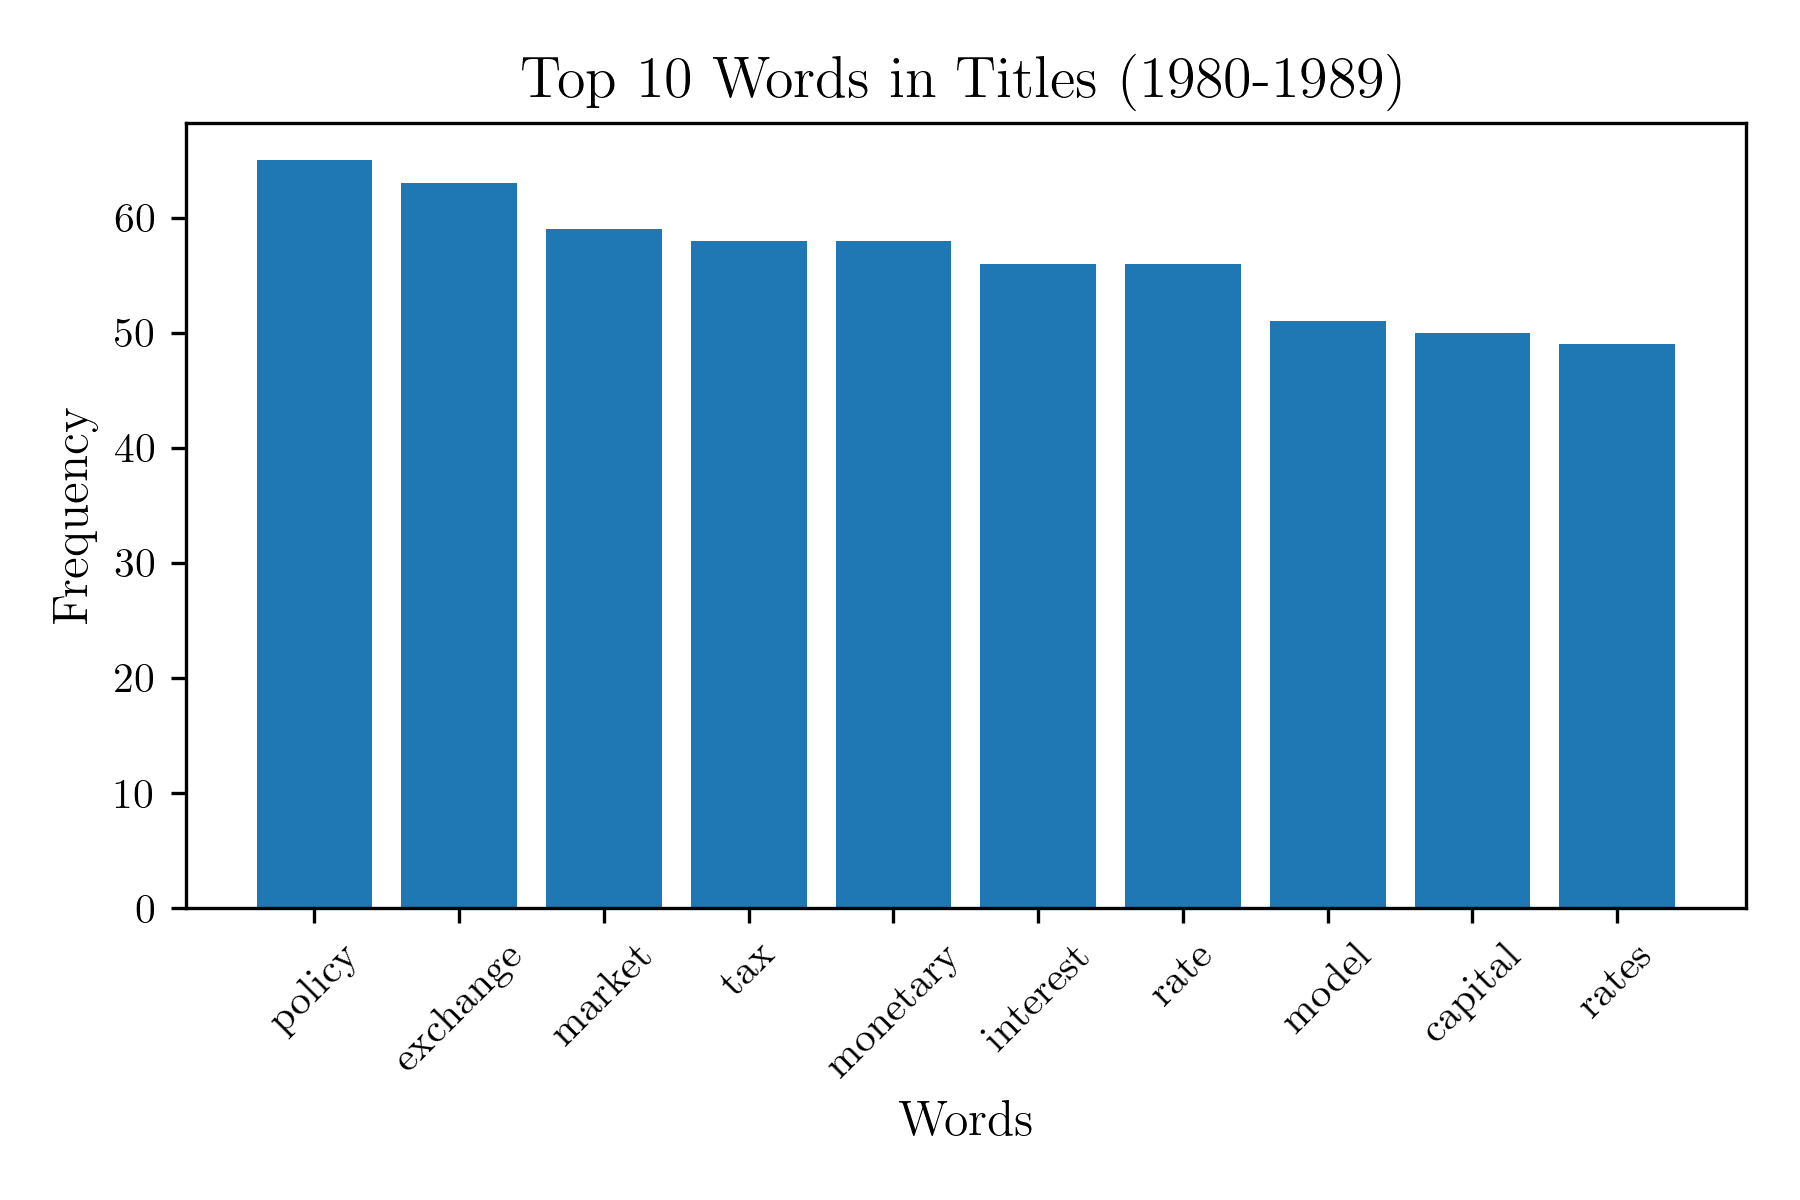 Top 10 Words in Titles (1980-1989)
Frequency
60
50
40
30
20
10
0
policy
exchange
market
tax
monetary
interest
rate
model
capital
rates
Words